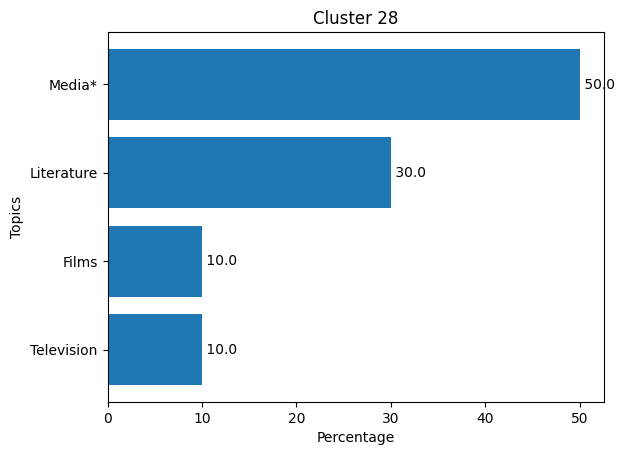 Cluster 28
Topics
Media*
50.0
Literature
30.0
Films
10.0
Television
10.0
0 10 20 30 40 50
Percentage